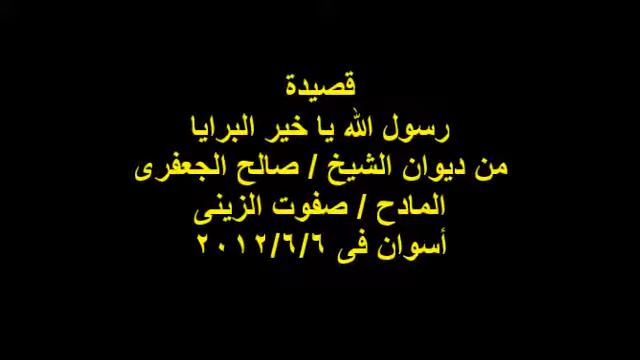 قصيدة
رسول الله يا خير البرايا
من ديوان الشيخ / صالح الجعفرى
المادح / صفوت الزينى
أسوان فى ٢٠١٢/٦/٦